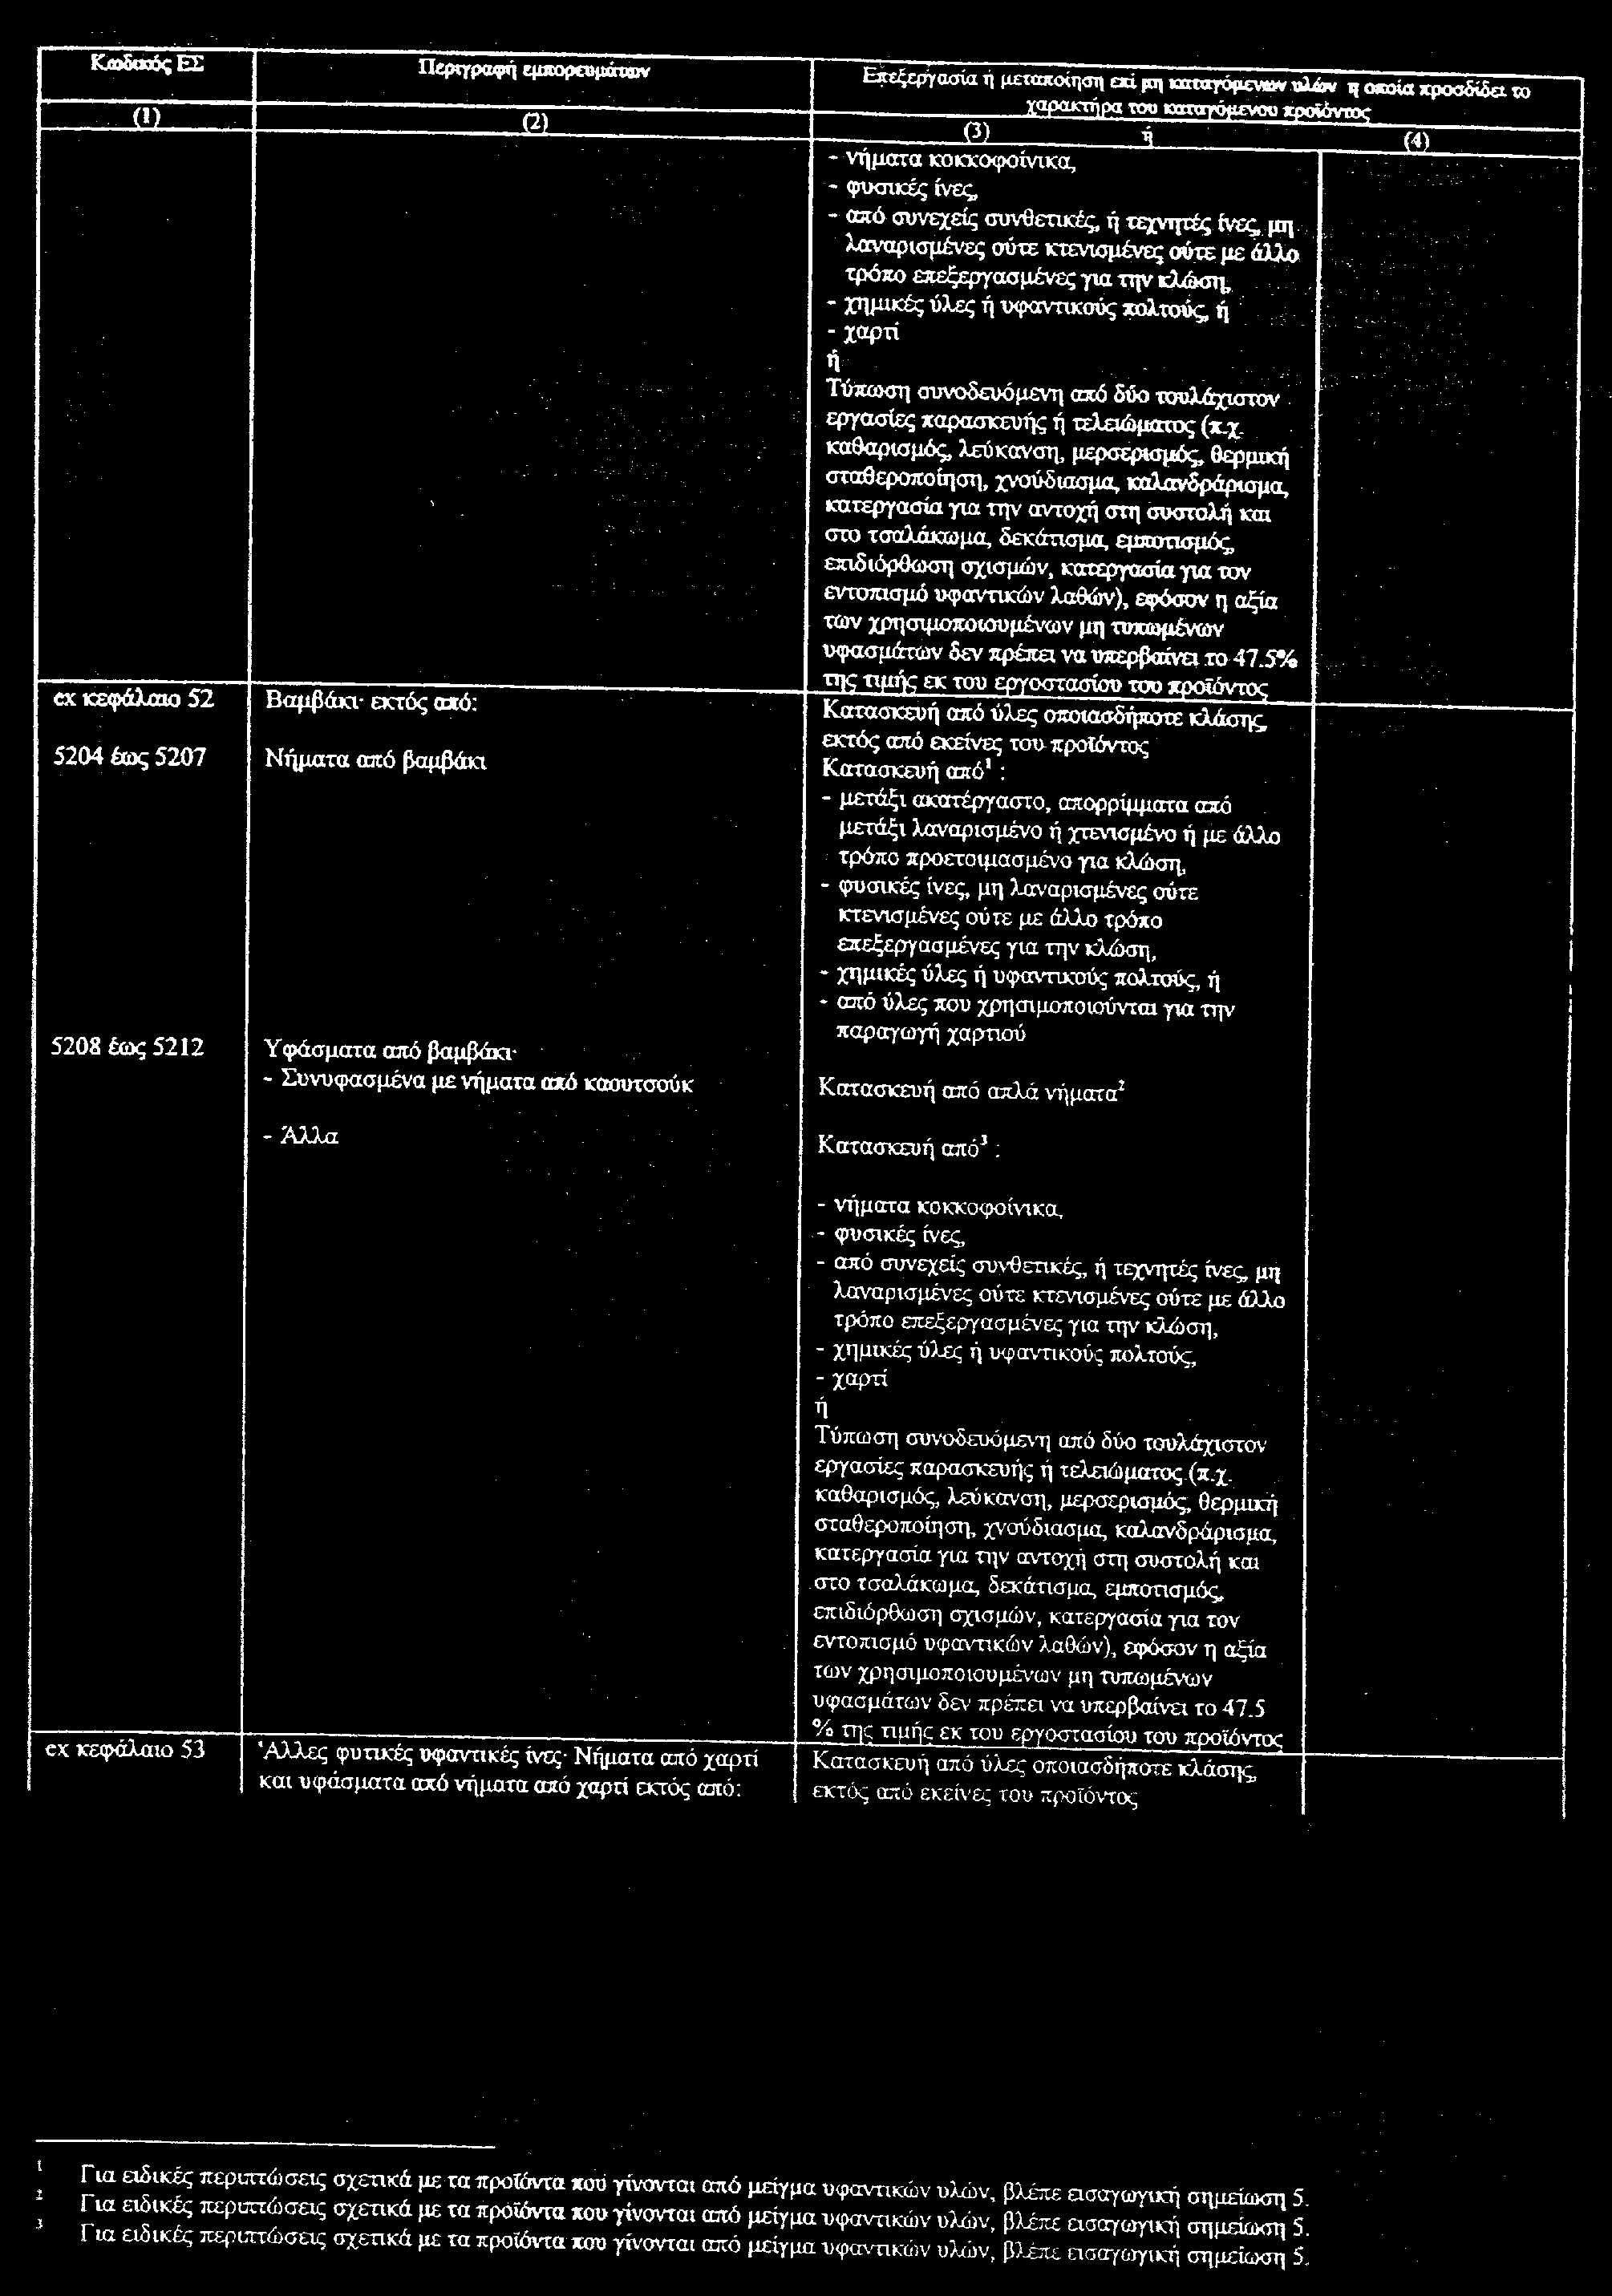 Κωδικός ΕΣ
Περιγραφή εμπορευμάτων
Επεξεργασία ή μεταποίηση επί μη καταγόμενων υλών η οποία προσδίδει το
χαρακτήρα του καταγόμενου προϊόντος
(1)
(2)
(3) ή (4)
- νήματα κοκκοφοίνικα,
- φυσικές ίνες,
- από συνεχείς συνθετικές, ή τεχνητές ίνες, μη
λαναρισμένες ούτε κτενισμένες ούτε με άλλο
τρόπο επεξεργασμένες για την κλώση,
- χημικές ύλες ή υφαντικούς πολτούς, ή
- χαρτί
ή
Τύπωση συνοδευόμενη από δύο τουλάχιστον
εργασίες παρασκευής ή τελειώματος (π.χ.
καθαρισμός, λεύκανση, μερσερισμός, θερμική
σταθεροποίηση, χνούδιασμα, καλανδράρισμα,
κατεργασία για την αντοχή στη συστολή και
στο τσαλάκωμα, δεκάτισμα, εμποτισμός,
επιδιόρθωση σχισμών, κατεργασία για τον
εντοπισμό υφαντικών λαθών), εφόσον η αξία
των χρησιμοποιουμένων μη τυπωμένων
υφασμάτων δεν πρέπει να υπερβαίνει το 47.5%
της τιμής εκ του εργοστασίου του προϊόντος
ex κεφάλαιο 52
Βαμβάκι· εκτός από:
Κατασκευή από ύλες οποιασδήποτε κλάσης,
εκτός από εκείνες του προϊόντος
5204 έως 5207
Νήματα από βαμβάκι
Κατασκευή από¹ :
- μετάξι ακατέργαστο, απορρίμματα από
μετάξι λαναρισμένο ή χτενισμένο ή με άλλο
τρόπο προετοιμασμένο για κλώση,
- φυσικές ίνες, μη λαναρισμένες ούτε
κτενισμένες ούτε με άλλο τρόπο
επεξεργασμένες για την κλώση,
- χημικές ύλες ή υφαντικούς πολτούς, ή
- από ύλες που χρησιμοποιούνται για την
παραγωγή χαρτιού
5208 έως 5212
Υφάσματα από βαμβάκι·
- Συνυφασμένα με νήματα από καουτσούκ
Κατασκευή από απλά νήματα²
- Άλλα
Κατασκευή από³ :
- νήματα κοκκοφοίνικα,
- φυσικές ίνες,
- από συνεχείς συνθετικές, ή τεχνητές ίνες, μη
λαναρισμένες ούτε κτενισμένες ούτε με άλλο
τρόπο επεξεργασμένες για την κλώση,
- χημικές ύλες ή υφαντικούς πολτούς,
- χαρτί
ή
Τύπωση συνοδευόμενη από δύο τουλάχιστον
εργασίες παρασκευής ή τελειώματος (π.χ.
καθαρισμός, λεύκανση, μερσερισμός, θερμική
σταθεροποίηση, χνούδιασμα, καλανδράρισμα,
κατεργασία για την αντοχή στη συστολή και
στο τσαλάκωμα, δεκάτισμα, εμποτισμός,
επιδιόρθωση σχισμών, κατεργασία για τον
εντοπισμό υφαντικών λαθών), εφόσον η αξία
των χρησιμοποιουμένων μη τυπωμένων
υφασμάτων δεν πρέπει να υπερβαίνει το 47.5
% της τιμής εκ του εργοστασίου του προϊόντος
ex κεφάλαιο 53
'Αλλες φυτικές υφαντικές ίνες· Νήματα από χαρτί
και υφάσματα από νήματα από χαρτί εκτός από:
Κατασκευή από ύλες οποιασδήποτε κλάσης,
εκτός από εκείνες του προϊόντος
¹ Για ειδικές περιπτώσεις σχετικά με τα προϊόντα που γίνονται από μείγμα υφαντικών υλών, βλέπε εισαγωγική σημείωση 5.
² Για ειδικές περιπτώσεις σχετικά με τα προϊόντα που γίνονται από μείγμα υφαντικών υλών, βλέπε εισαγωγική σημείωση 5.
³ Για ειδικές περιπτώσεις σχετικά με τα προϊόντα που γίνονται από μείγμα υφαντικών υλών, βλέπε εισαγωγική σημείωση 5.